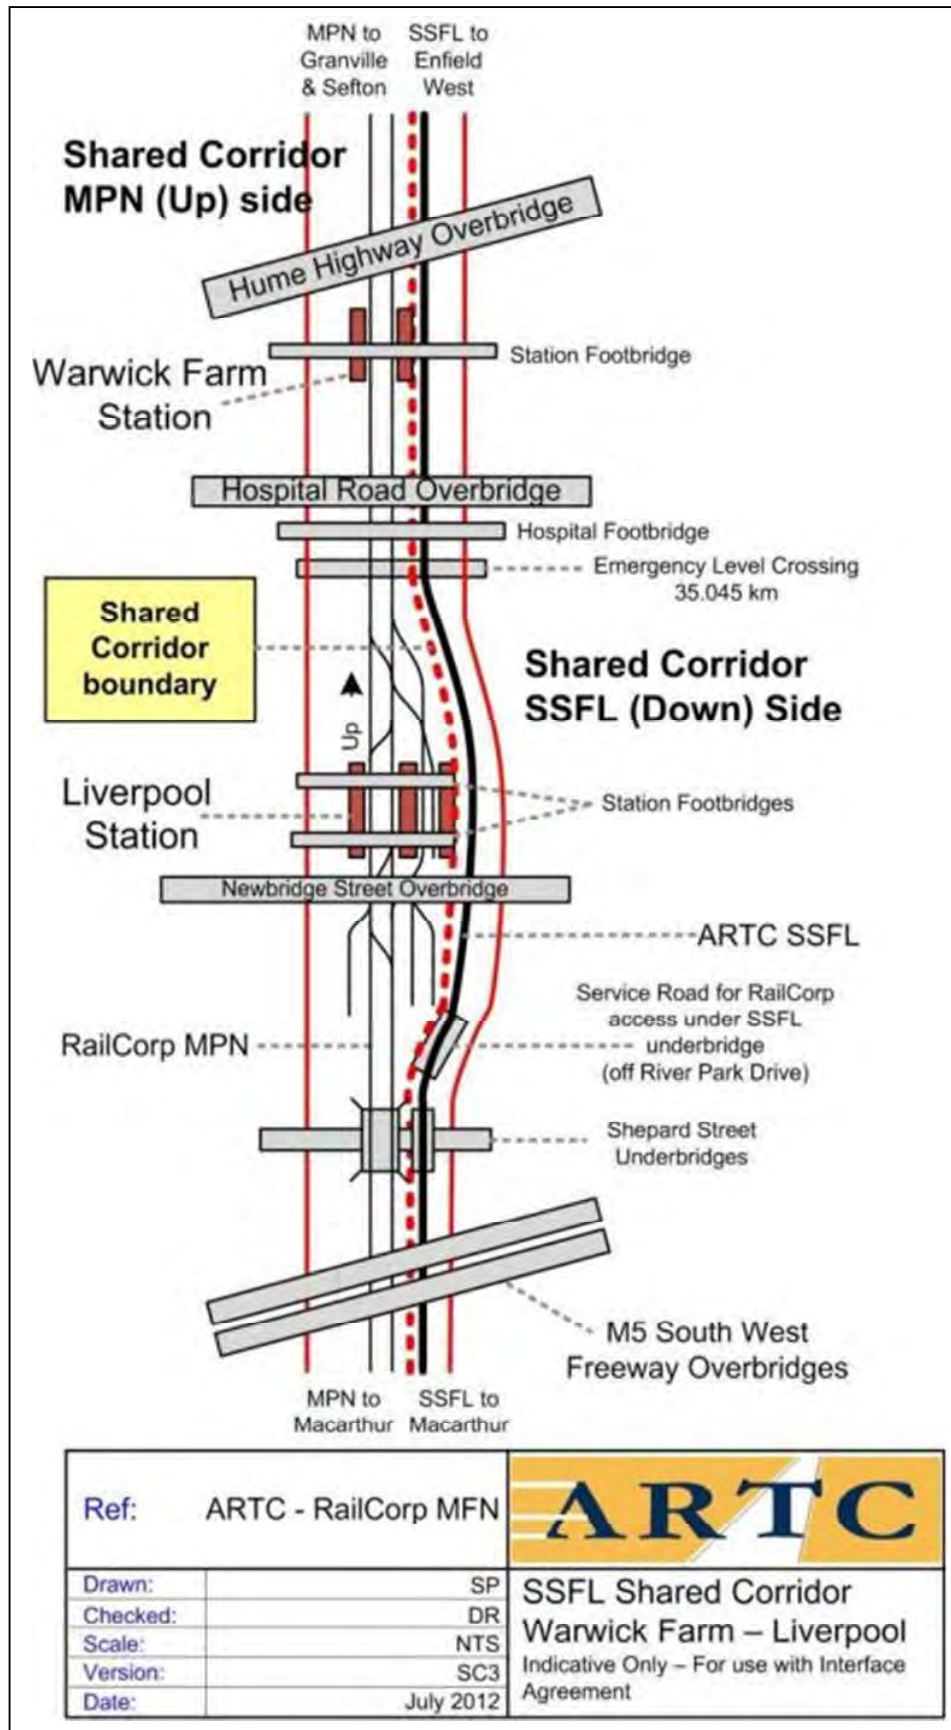 MPN to
Granville
& Sefton
SSFL to
Enfield
West
Shared Corridor
MPN (Up) side
Hume Highway Overbridge
Warwick Farm
Station
Station Footbridge
Hospital Road Overbridge
Hospital Footbridge
Emergency Level Crossing
35.045 km
Shared
Corridor
boundary
Shared Corridor
SSFL (Down) Side
Up
Liverpool
Station
Station Footbridges
Newbridge Street Overbridge
ARTC SSFL
Service Road for RailCorp
access under SSFL
underbridge
(off River Park Drive)
RailCorp MPN
Shepard Street
Underbridges
M5 South West
Freeway Overbridges
MPN to
Macarthur
SSFL to
Macarthur
Ref: ARTC - RailCorp MFN
ARTC
Drawn: SP
Checked: DR
Scale: NTS
Version: SC3
Date: July 2012
SSFL Shared Corridor
Warwick Farm – Liverpool
Indicative Only – For use with Interface
Agreement